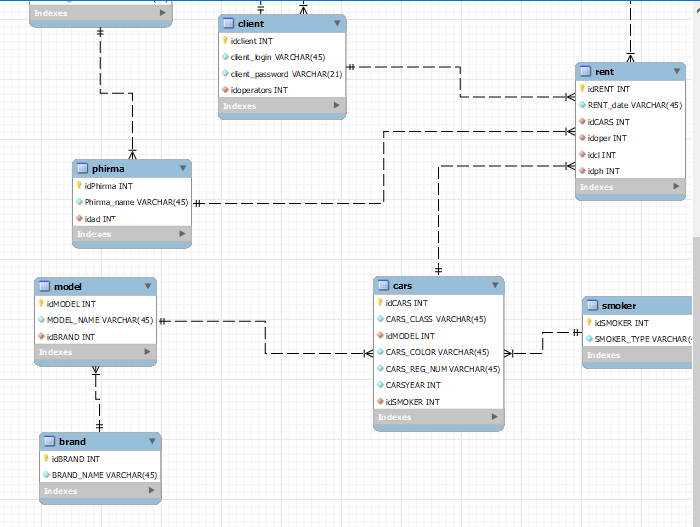 Indexes
client
idclient INT
client_login VARCHAR(45)
client_password VARCHAR(21)
idoperators INT
Indexes
rent
idRENT INT
RENT_date VARCHAR(45)
idCARS INT
idoper INT
idcl INT
idph INT
Indexes
phirma
idPhirma INT
Phirma_name VARCHAR(45)
idad INT
Indexes
model
idMODEL INT
MODEL_NAME VARCHAR(45)
idBRAND INT
Indexes
cars
idCARS INT
CARS_CLASS VARCHAR(45)
idMODEL INT
CARS_COLOR VARCHAR(45)
CARS_REG_NUM VARCHAR(45)
CARSYEAR INT
idSMOKER INT
Indexes
smoker
idSMOKER INT
SMOKER_TYPE VARCHAR(
Indexes
brand
idBRAND INT
BRAND_NAME VARCHAR(45)
Indexes